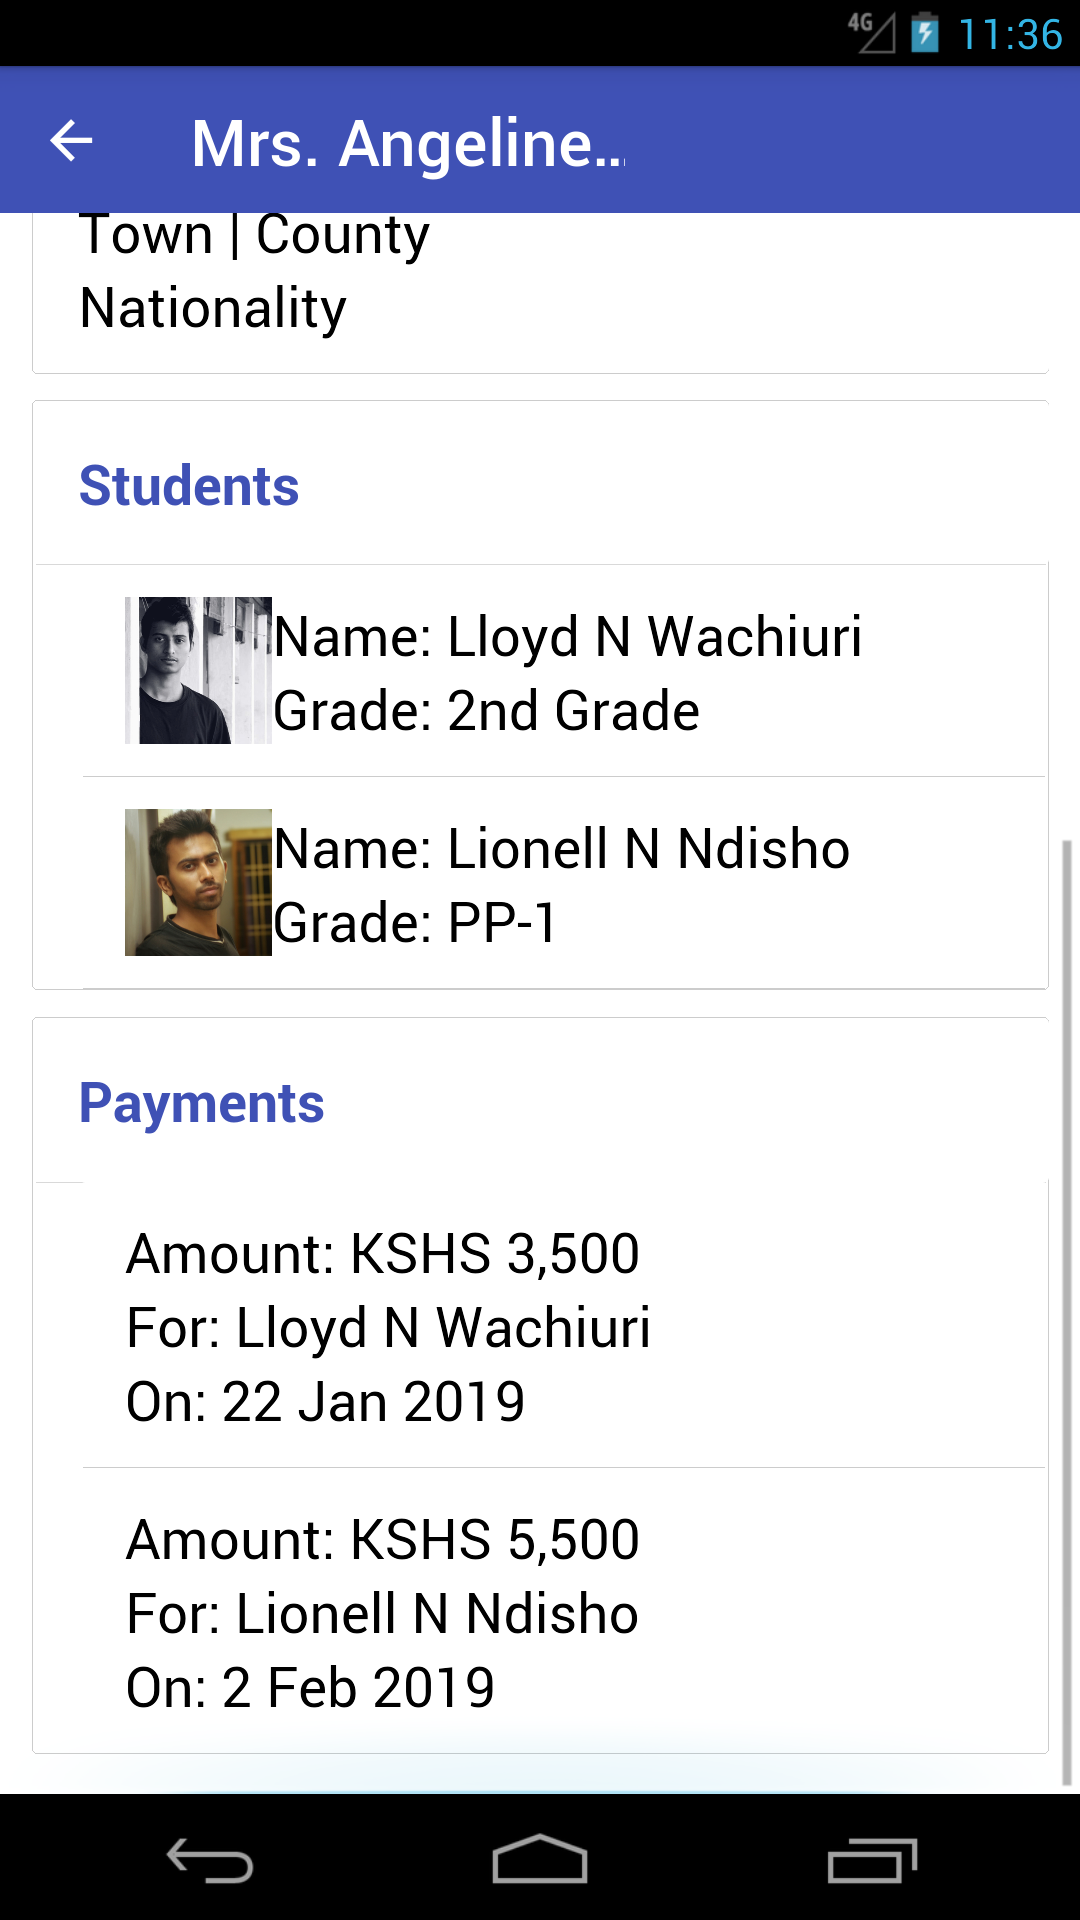 4G 11:36
Mrs. Angeline...
Town | County
Nationality
Students
Name: Lloyd N Wachiuri
Grade: 2nd Grade
Name: Lionell N Ndisho
Grade: PP-1
Payments
Amount: KSHS 3,500
For: Lloyd N Wachiuri
On: 22 Jan 2019
Amount: KSHS 5,500
For: Lionell N Ndisho
On: 2 Feb 2019